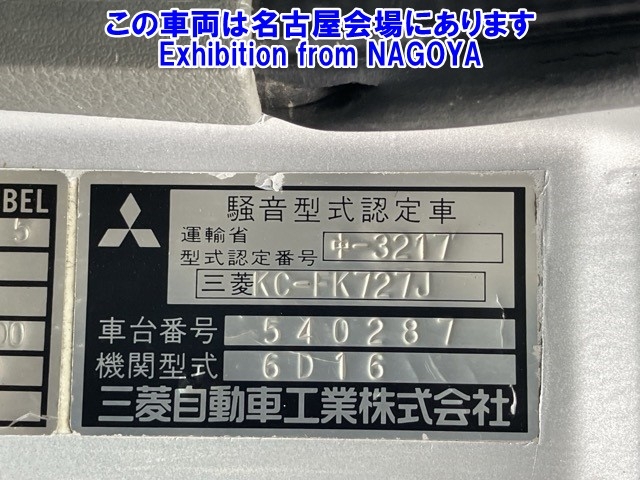 この車両は名古屋会場にあります
Exhibition from NAGOYA
BEL
5
00
騒音型式認定車
運輸省
型式認定番号 中-3217
三菱 KC-FK727J
車台番号 540287
機関型式 6D16
三菱自動車工業株式会社